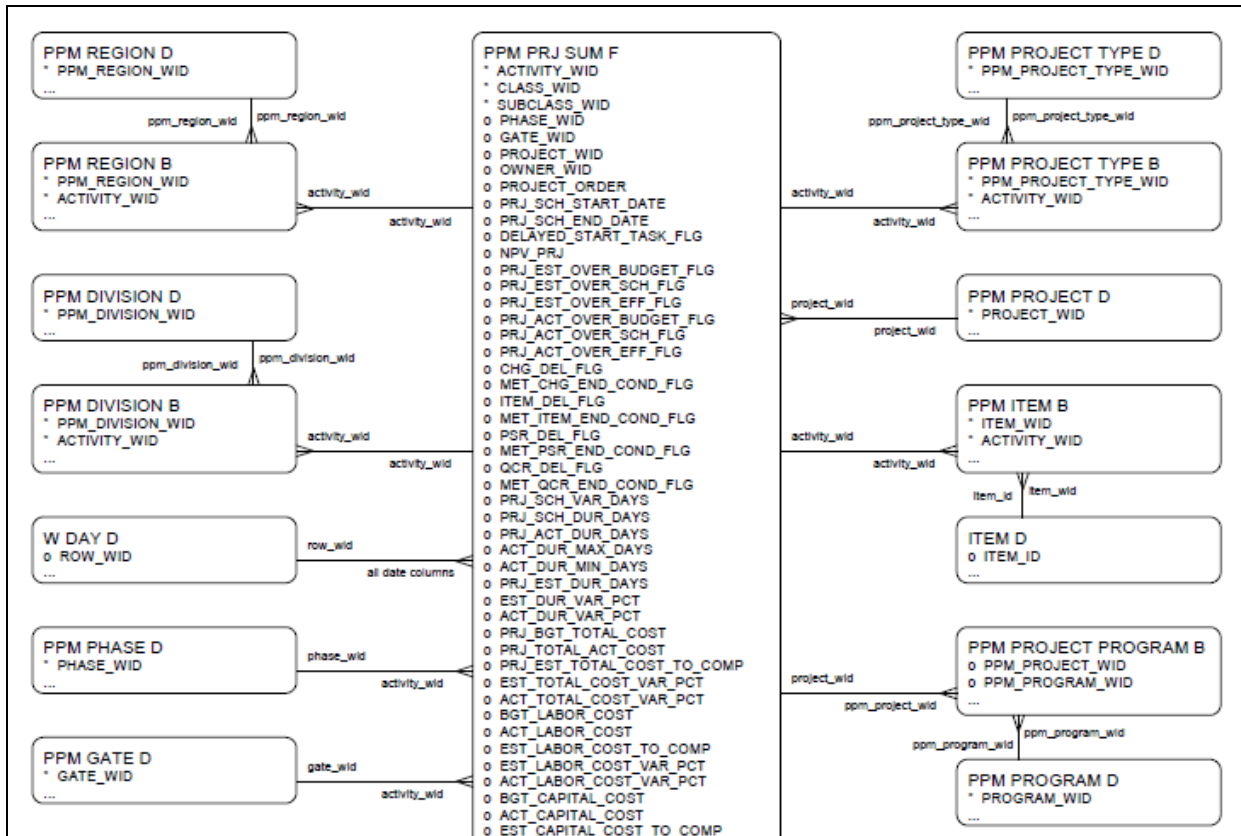 PPM REGION D
* PPM_REGION_WID
...
ppm_region_wid
ppm_region_wid
PPM REGION B
* PPM_REGION_WID
* ACTIVITY_WID
...
activity_wid
activity_wid
PPM DIVISION D
* PPM_DIVISION_WID
...
ppm_division_wid
ppm_division_wid
PPM DIVISION B
* PPM_DIVISION_WID
* ACTIVITY_WID
...
activity_wid
activity_wid
W DAY D
o ROW_WID
...
row_wid
all date columns
PPM PHASE D
* PHASE_WID
...
phase_wid
activity_wid
PPM GATE D
* GATE_WID
...
gate_wid
activity_wid
PPM PRJ SUM F
* ACTIVITY_WID
* CLASS_WID
* SUBCLASS_WID
o PHASE_WID
o GATE_WID
o PROJECT_WID
o OWNER_WID
o PROJECT_ORDER
o PRJ_SCH_START_DATE
o PRJ_SCH_END_DATE
o DELAYED_START_TASK_FLG
o NPV_PRJ
o PRJ_EST_OVER_BUDGET_FLG
o PRJ_EST_OVER_SCH_FLG
o PRJ_EST_OVER_EFF_FLG
o PRJ_ACT_OVER_BUDGET_FLG
o PRJ_ACT_OVER_SCH_FLG
o PRJ_ACT_OVER_EFF_FLG
o CHG_DEL_FLG
o MET_CHG_END_COND_FLG
o ITEM_DEL_FLG
o MET_ITEM_END_COND_FLG
o PSR_DEL_FLG
o MET_PSR_END_COND_FLG
o QCR_DEL_FLG
o MET_QCR_END_COND_FLG
o PRJ_SCH_VAR_DAYS
o PRJ_SCH_DUR_DAYS
o PRJ_ACT_DUR_DAYS
o ACT_DUR_MAX_DAYS
o ACT_DUR_MIN_DAYS
o PRJ_EST_DUR_DAYS
o EST_DUR_VAR_PCT
o ACT_DUR_VAR_PCT
o PRJ_BGT_TOTAL_COST
o PRJ_TOTAL_ACT_COST
o PRJ_EST_TOTAL_COST_TO_COMP
o EST_TOTAL_COST_VAR_PCT
o ACT_TOTAL_COST_VAR_PCT
o BGT_LABOR_COST
o ACT_LABOR_COST
o EST_LABOR_COST_TO_COMP
o EST_LABOR_COST_VAR_PCT
o ACT_LABOR_COST_VAR_PCT
o BGT_CAPITAL_COST
o ACT_CAPITAL_COST
o EST_CAPITAL_COST_TO_COMP
PPM PROJECT TYPE D
* PPM_PROJECT_TYPE_WID
...
ppm_project_type_wid
ppm_project_type_wid
PPM PROJECT TYPE B
* PPM_PROJECT_TYPE_WID
* ACTIVITY_WID
...
activity_wid
activity_wid
PPM PROJECT D
* PROJECT_WID
...
project_wid
project_wid
PPM ITEM B
* ITEM_WID
* ACTIVITY_WID
...
activity_wid
activity_wid
item_id
item_wid
ITEM D
o ITEM_ID
...
PPM PROJECT PROGRAM B
o PPM_PROJECT_WID
o PPM_PROGRAM_WID
...
project_wid
ppm_project_wid
ppm_program_wid
ppm_program_wid
PPM PROGRAM D
* PROGRAM_WID
...